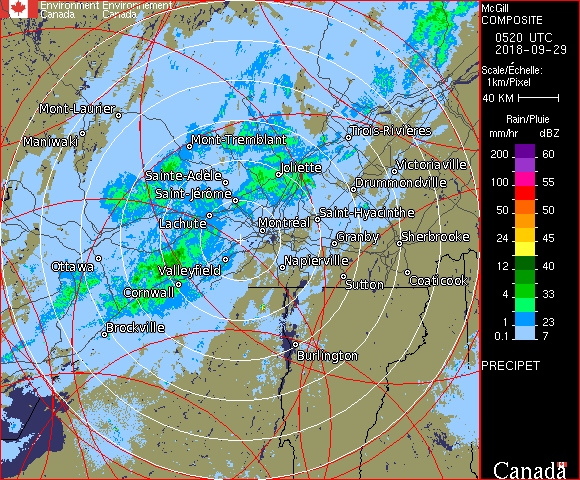 Environment Environnement
Canada Canada
McGill
COMPOSITE
0520 UTC
2018-09-29
Scale/Échelle:
1km/Pixel
40 KM
Rain/Pluie
mm/hr dBZ
200 60
100 55
50 50
24 45
12 40
4 33
1 23
0.1 7
PRECIPET
Canada
Mont-Laurier
Maniwaki
Mont-Tremblant
Trois-Rivières
Sainte-Adèle
Joliette
Victoriaville
Drummondville
Saint-Jérôme
Lachute
Montréal
Saint-Hyacinthe
Granby
Sherbrooke
Ottawa
Valleyfield
Napierville
Cornwall
Sutton
Coaticook
Brockville
Burlington